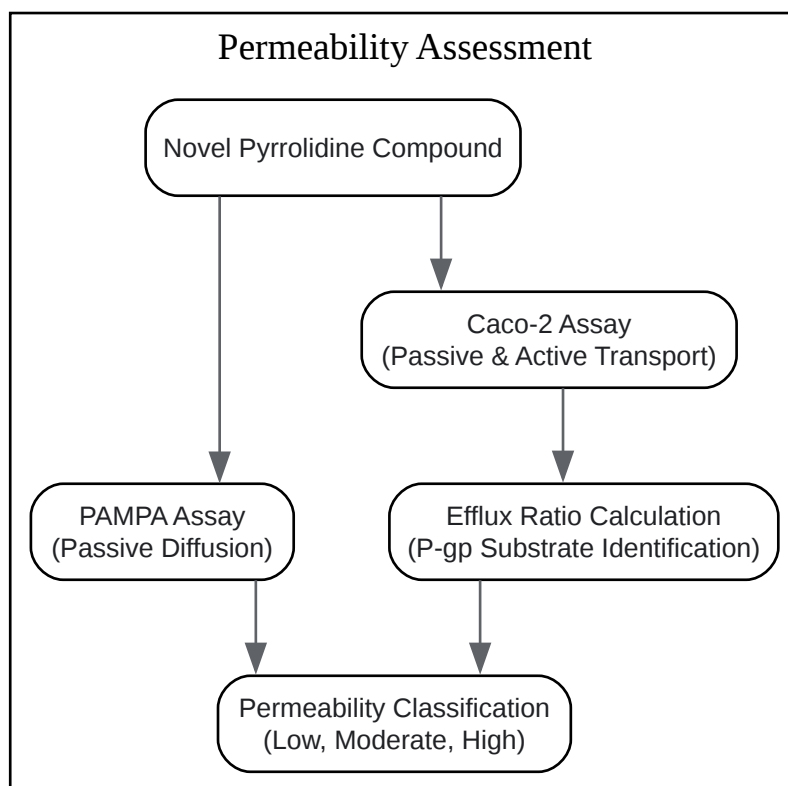 Permeability Assessment
Novel Pyrrolidine Compound
Caco-2 Assay
(Passive & Active Transport)
PAMPA Assay
(Passive Diffusion)
Efflux Ratio Calculation
(P-gp Substrate Identification)
Permeability Classification
(Low, Moderate, High)